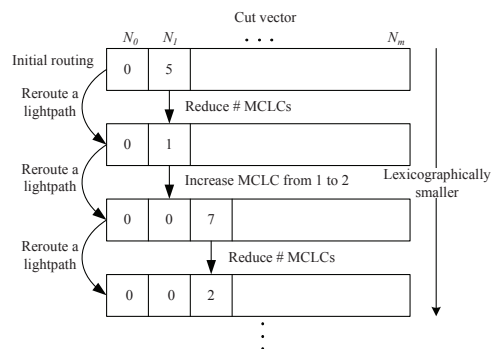 Cut vector
N0 N1 . . . Nm
Initial routing
0 5
Reroute a
lightpath
Reduce # MCLCs
0 1
Reroute a
lightpath
Increase MCLC from 1 to 2
Lexicographically
smaller
0 0 7
Reroute a
lightpath
Reduce # MCLCs
0 0 2